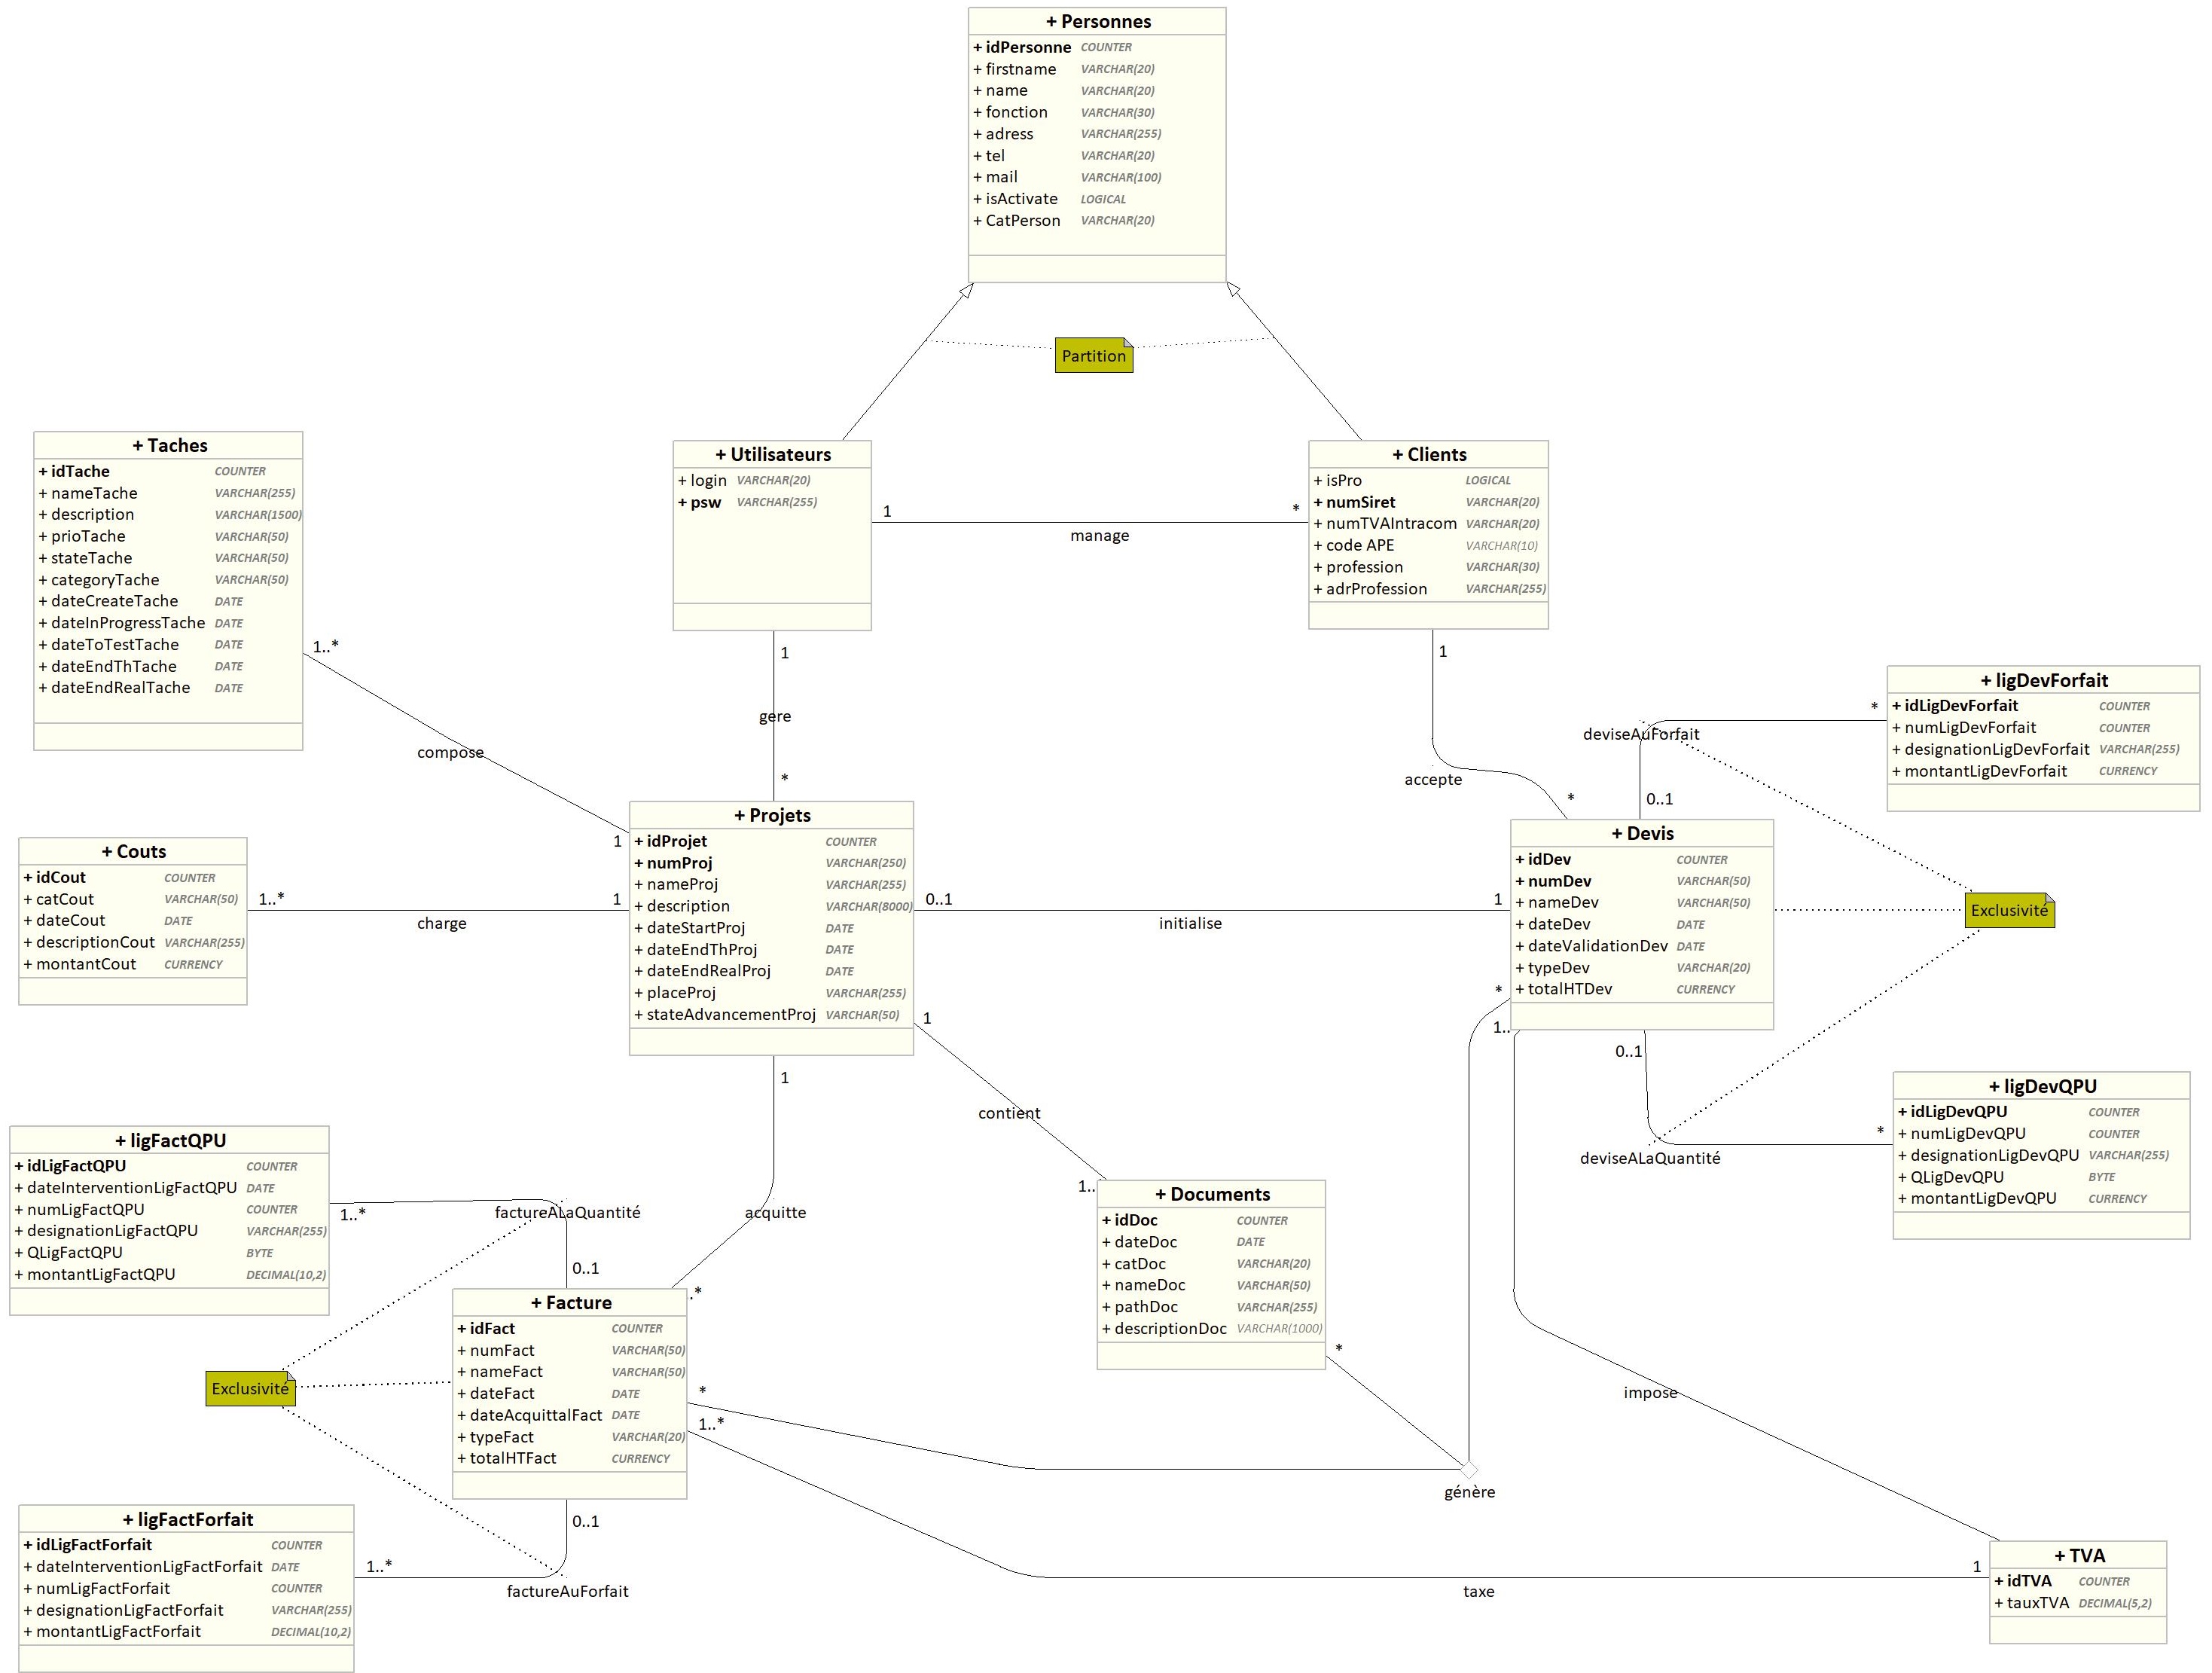 + Personnes
+ idPersonne COUNTER
+ firstname VARCHAR(20)
+ name VARCHAR(20)
+ fonction VARCHAR(30)
+ adress VARCHAR(255)
+ tel VARCHAR(20)
+ mail VARCHAR(100)
+ isActivate LOGICAL
+ CatPerson VARCHAR(20)
Partition
+ Taches
+ idTache COUNTER
+ nameTache VARCHAR(255)
+ description VARCHAR(1500)
+ prioTache VARCHAR(50)
+ stateTache VARCHAR(50)
+ categoryTache VARCHAR(50)
+ dateCreateTache DATE
+ dateInProgressTache DATE
+ dateToTestTache DATE
+ dateEndThTache DATE
+ dateEndRealTache DATE
+ Utilisateurs
+ login VARCHAR(20)
+ psw VARCHAR(255)
1
*
manage
+ Clients
+ isPro LOGICAL
+ numSiret VARCHAR(20)
+ numTVAIntracom VARCHAR(20)
+ code APE VARCHAR(10)
+ profession VARCHAR(30)
+ adrProfession VARCHAR(255)
1..*
compose
1
1
gere
*
1
accepte
*
+ ligDevForfait
+ idLigDevForfait COUNTER
+ numLigDevForfait COUNTER
+ designationLigDevForfait VARCHAR(255)
+ montantLigDevForfait CURRENCY
*
deviseAuForfait
0..1
+ Couts
+ idCout COUNTER
+ catCout VARCHAR(50)
+ dateCout DATE
+ descriptionCout VARCHAR(255)
+ montantCout CURRENCY
1..*
charge
1
+ Projets
+ idProjet COUNTER
+ numProj VARCHAR(250)
+ nameProj VARCHAR(255)
+ description VARCHAR(8000)
+ dateStartProj DATE
+ dateEndThProj DATE
+ dateEndRealProj DATE
+ placeProj VARCHAR(255)
+ stateAdvancementProj VARCHAR(50)
0..1
initialise
1
+ Devis
+ idDev COUNTER
+ numDev VARCHAR(50)
+ nameDev VARCHAR(50)
+ dateDev DATE
+ dateValidationDev DATE
+ typeDev VARCHAR(20)
+ totalHTDev CURRENCY
Exclusivité
*
1..
0..1
deviseALaQuantité
*
+ ligDevQPU
+ idLigDevQPU COUNTER
+ numLigDevQPU COUNTER
+ designationLigDevQPU VARCHAR(255)
+ QLigDevQPU BYTE
+ montantLigDevQPU CURRENCY
1
contient
1..
1
acquitte
.*
+ ligFactQPU
+ idLigFactQPU COUNTER
+ dateInterventionLigFactQPU DATE
+ numLigFactQPU COUNTER
+ designationLigFactQPU VARCHAR(255)
+ QLigFactQPU BYTE
+ montantLigFactQPU DECIMAL(10,2)
1..*
factureALaQuantité
0..1
+ Documents
+ idDoc COUNTER
+ dateDoc DATE
+ catDoc VARCHAR(20)
+ nameDoc VARCHAR(50)
+ pathDoc VARCHAR(255)
+ descriptionDoc VARCHAR(1000)
*
+ Facture
+ idFact COUNTER
+ numFact VARCHAR(50)
+ nameFact VARCHAR(50)
+ dateFact DATE
+ dateAcquittalFact DATE
+ typeFact VARCHAR(20)
+ totalHTFact CURRENCY
Exclusivité
*
1..*
impose
génère
+ ligFactForfait
+ idLigFactForfait COUNTER
+ dateInterventionLigFactForfait DATE
+ numLigFactForfait COUNTER
+ designationLigFactForfait VARCHAR(255)
+ montantLigFactForfait DECIMAL(10,2)
0..1
1..*
factureAuForfait
taxe
1
+ TVA
+ idTVA COUNTER
+ tauxTVA DECIMAL(5,2)